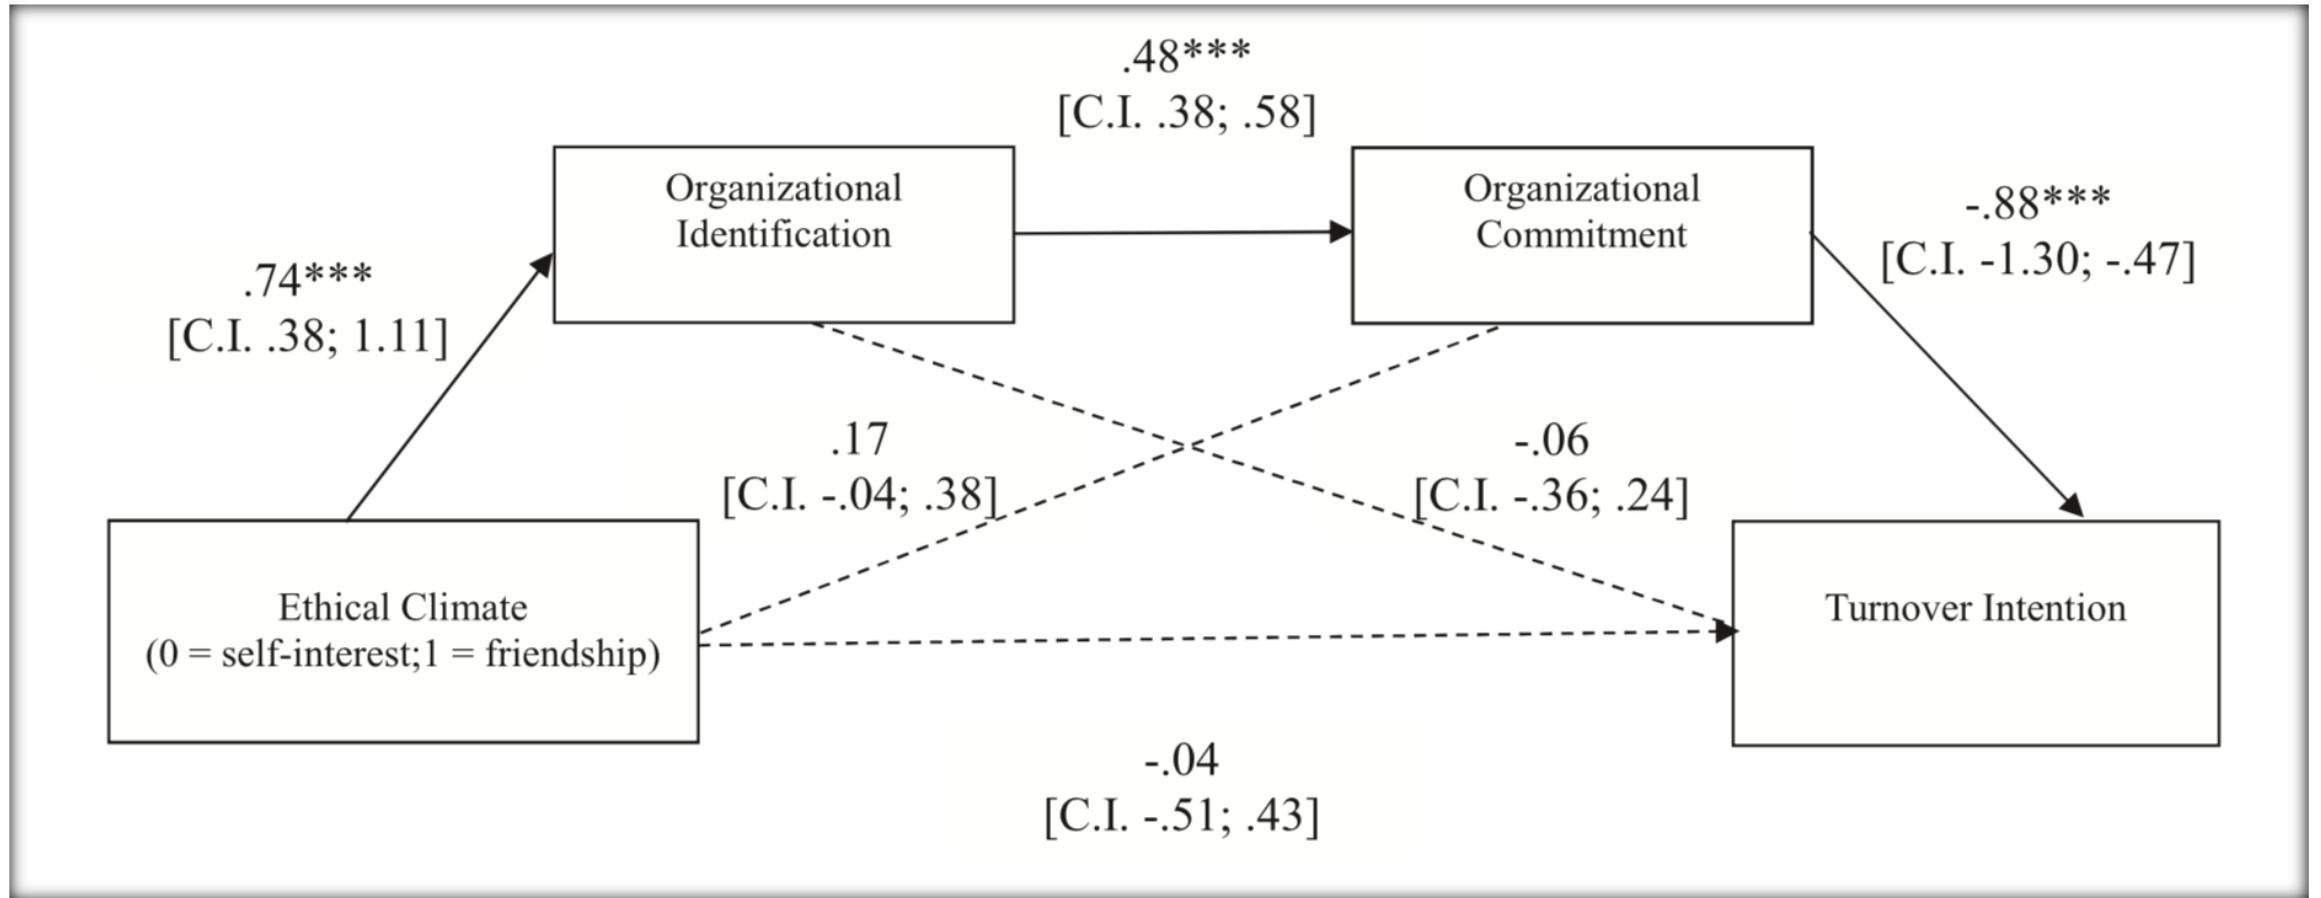 .48***
[C.I. .38; .58]
Organizational
Identification
Organizational
Commitment
-.88***
[C.I. -1.30; -.47]
.74***
[C.I. .38; 1.11]
.17
[C.I. -.04; .38]
-.06
[C.I. -.36; .24]
Ethical Climate
(0 = self-interest;1 = friendship)
Turnover Intention
-.04
[C.I. -.51; .43]